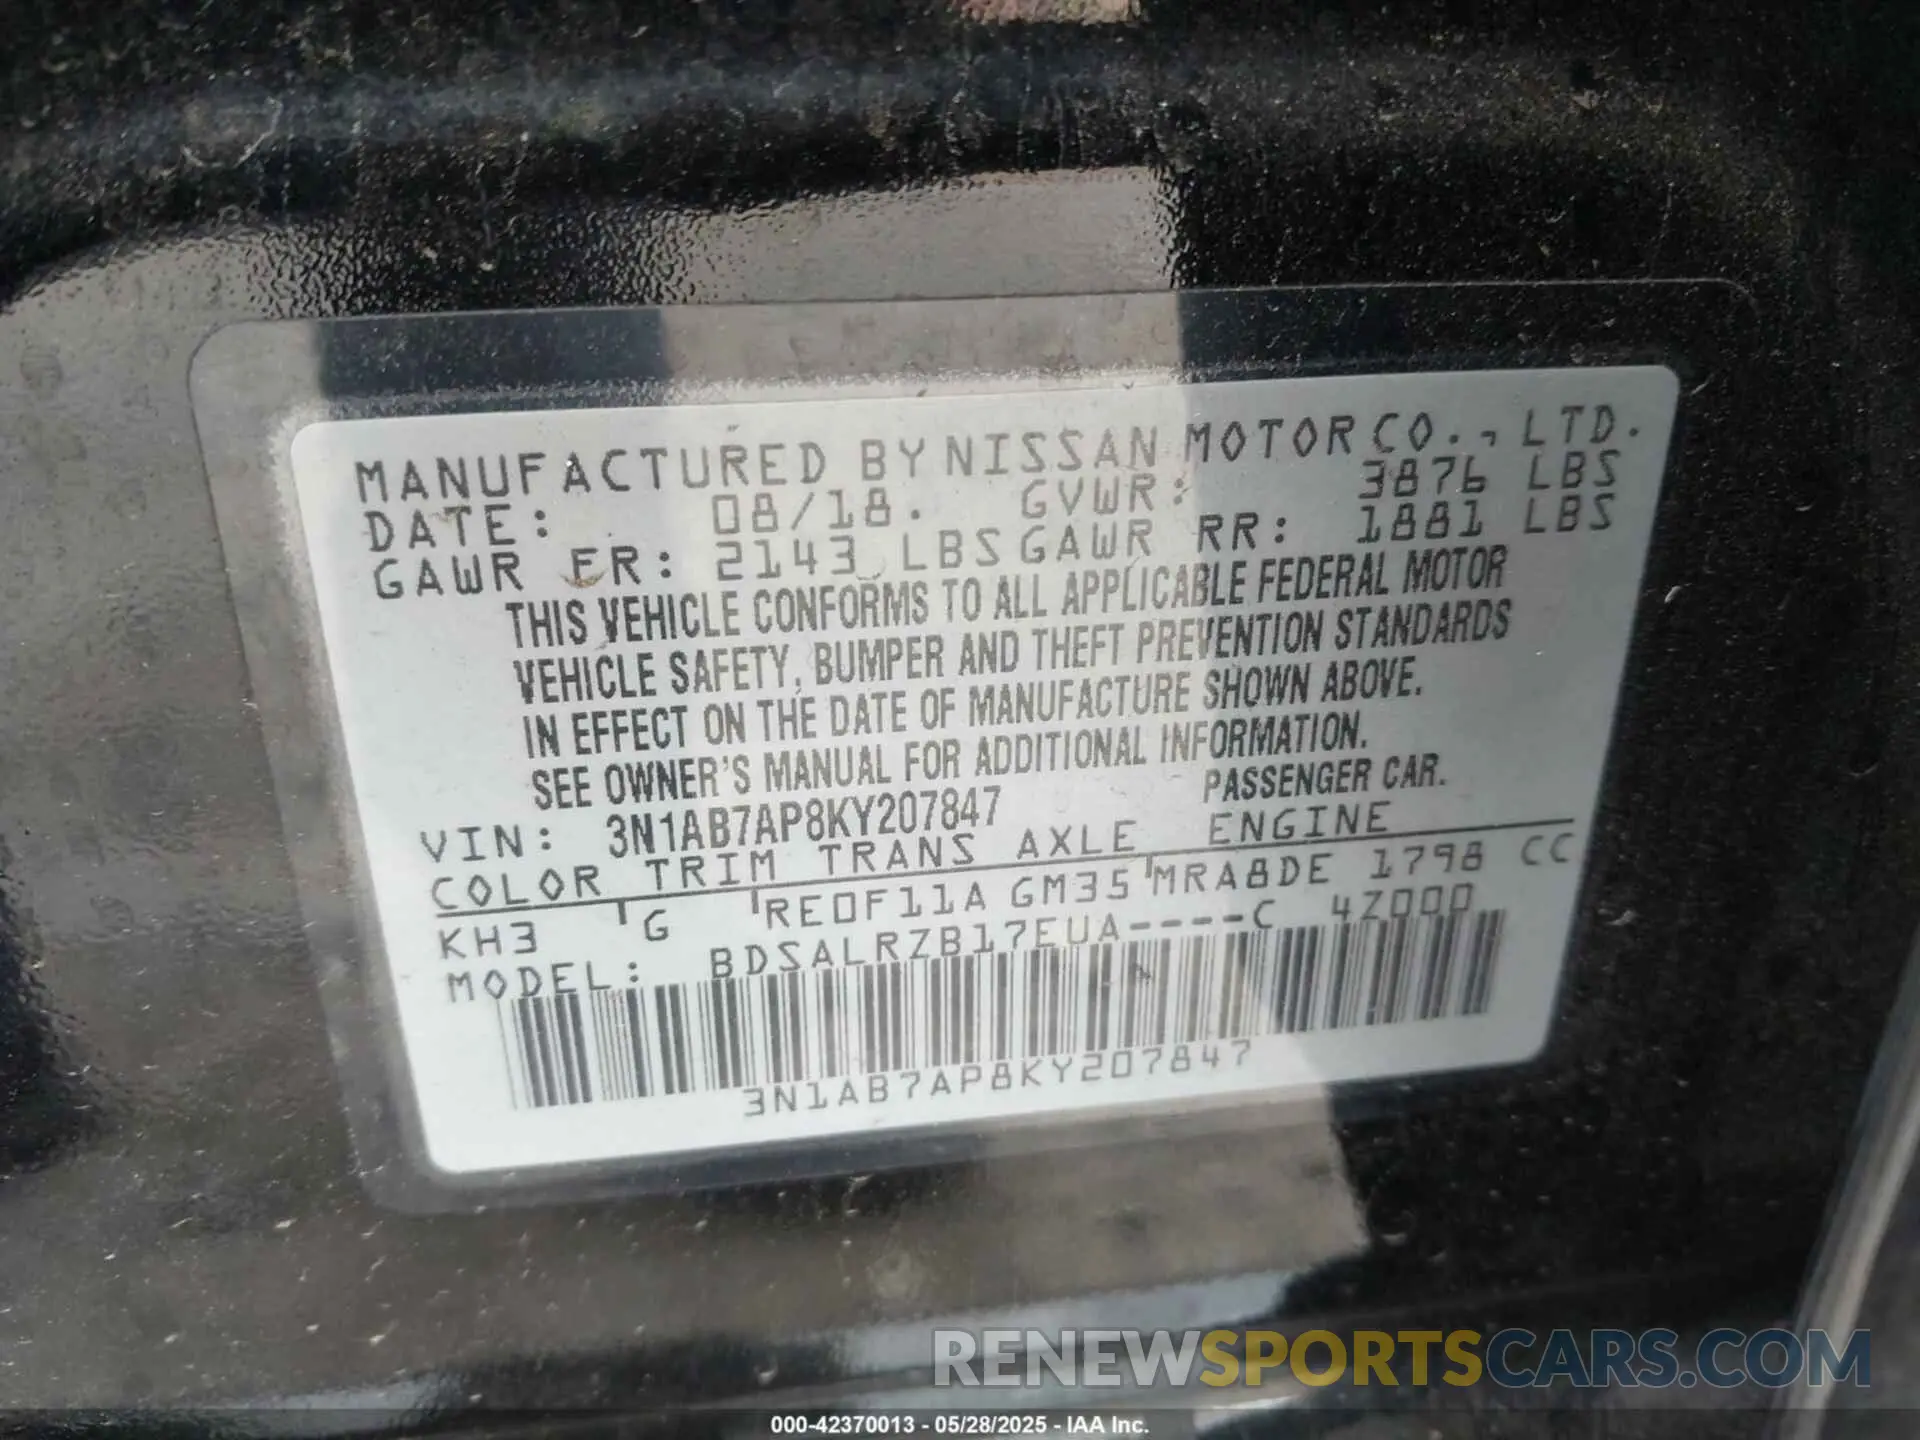 MANUFACTURED BY NISSAN MOTOR CO., LTD.
DATE: 08/18. GVWR: 3876 LBS
GAWR FR: 2143 LBS GAWR RR: 1881 LBS
THIS VEHICLE CONFORMS TO ALL APPLICABLE FEDERAL MOTOR
VEHICLE SAFETY, BUMPER AND THEFT PREVENTION STANDARDS
IN EFFECT ON THE DATE OF MANUFACTURE SHOWN ABOVE.
SEE OWNER'S MANUAL FOR ADDITIONAL INFORMATION.
VIN: 3N1AB7AP8KY207847 PASSENGER CAR.
COLOR TRIM TRANS AXLE ENGINE
KH3 G RE0F11A GM35 MRA8DE 1798 CC
MODEL: BDSALRZB17EUA----C 4Z000
3N1AB7AP8KY207847
RENEWSPORTSCARS.COM
000-42370013 - 05/28/2025 - IAA Inc.